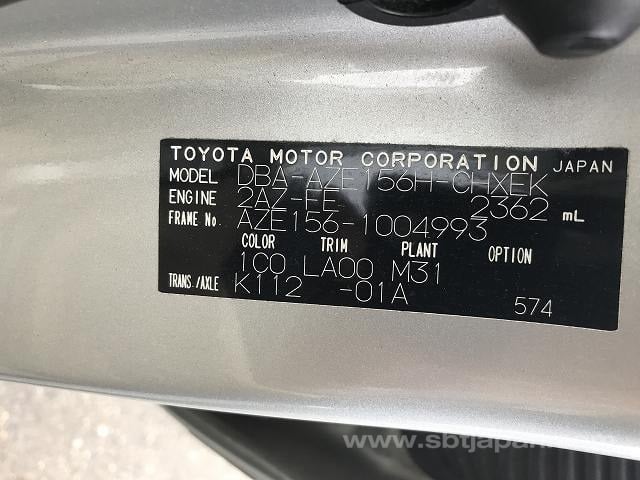 TOYOTA MOTOR CORPORATION JAPAN
MODEL DBA-AZE156H-CHXEK
ENGINE 2AZ-FE 2362 mL
FRAME No. AZE156-1004993
COLOR TRIM PLANT OPTION
1C0 LA00 M31
TRANS./AXLE K112 -01A
574
www.sbtjapan.com